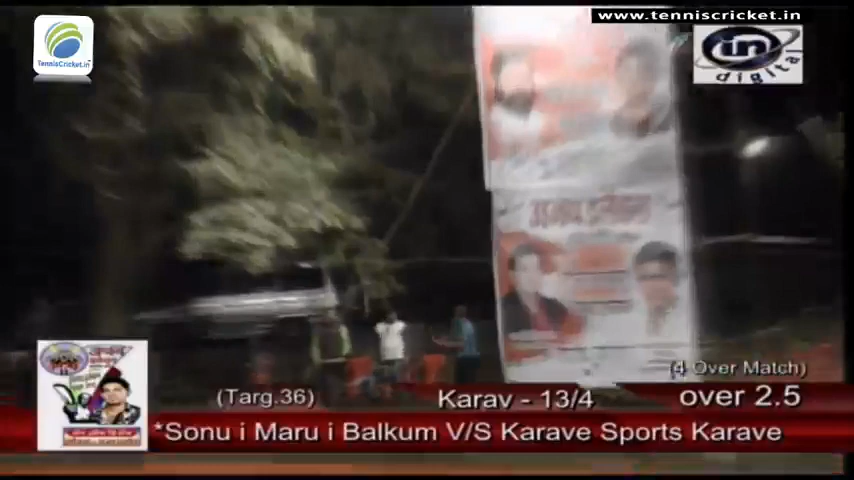 www.tenniscricket.in
TennisCricket.in
in
digital
(4 Over Match)
(Targ.36) Karav - 13/4 over 2.5
*Sonu i Maru i Balkum V/S Karave Sports Karave